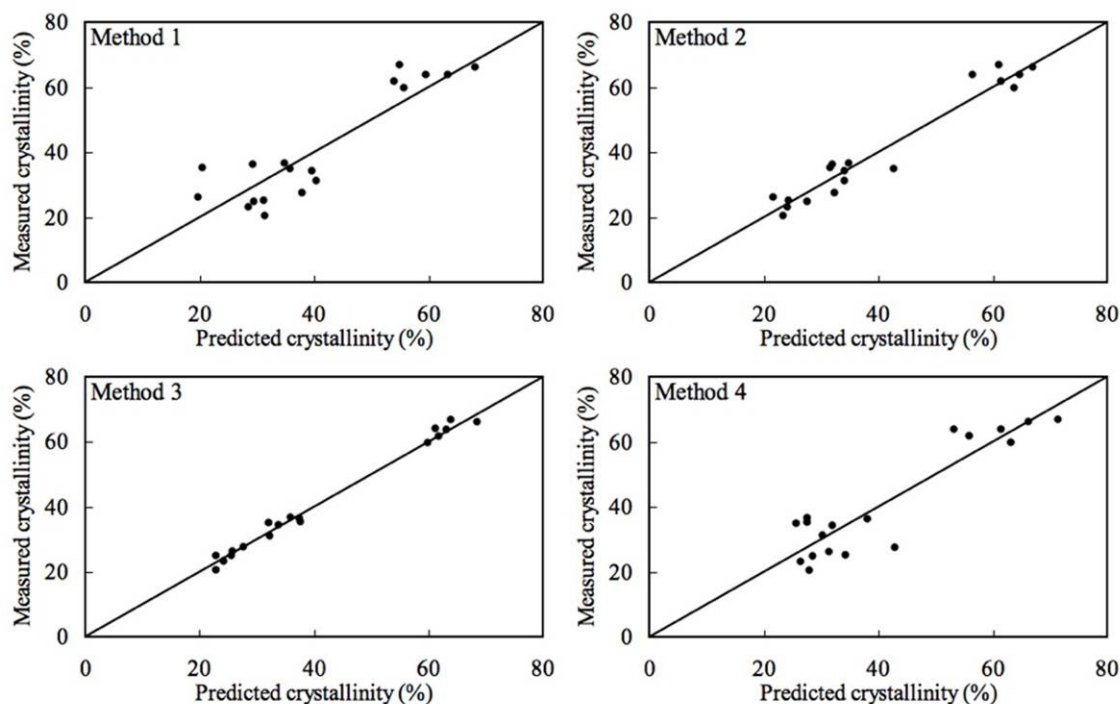 Method 1
Measured crystallinity (%)
80
60
40
20
0
0 20 40 60 80
Predicted crystallinity (%)
Method 2
Measured crystallinity (%)
80
60
40
20
0
0 20 40 60 80
Predicted crystallinity (%)
Method 3
Measured crystallinity (%)
80
60
40
20
0
0 20 40 60 80
Predicted crystallinity (%)
Method 4
Measured crystallinity (%)
80
60
40
20
0
0 20 40 60 80
Predicted crystallinity (%)